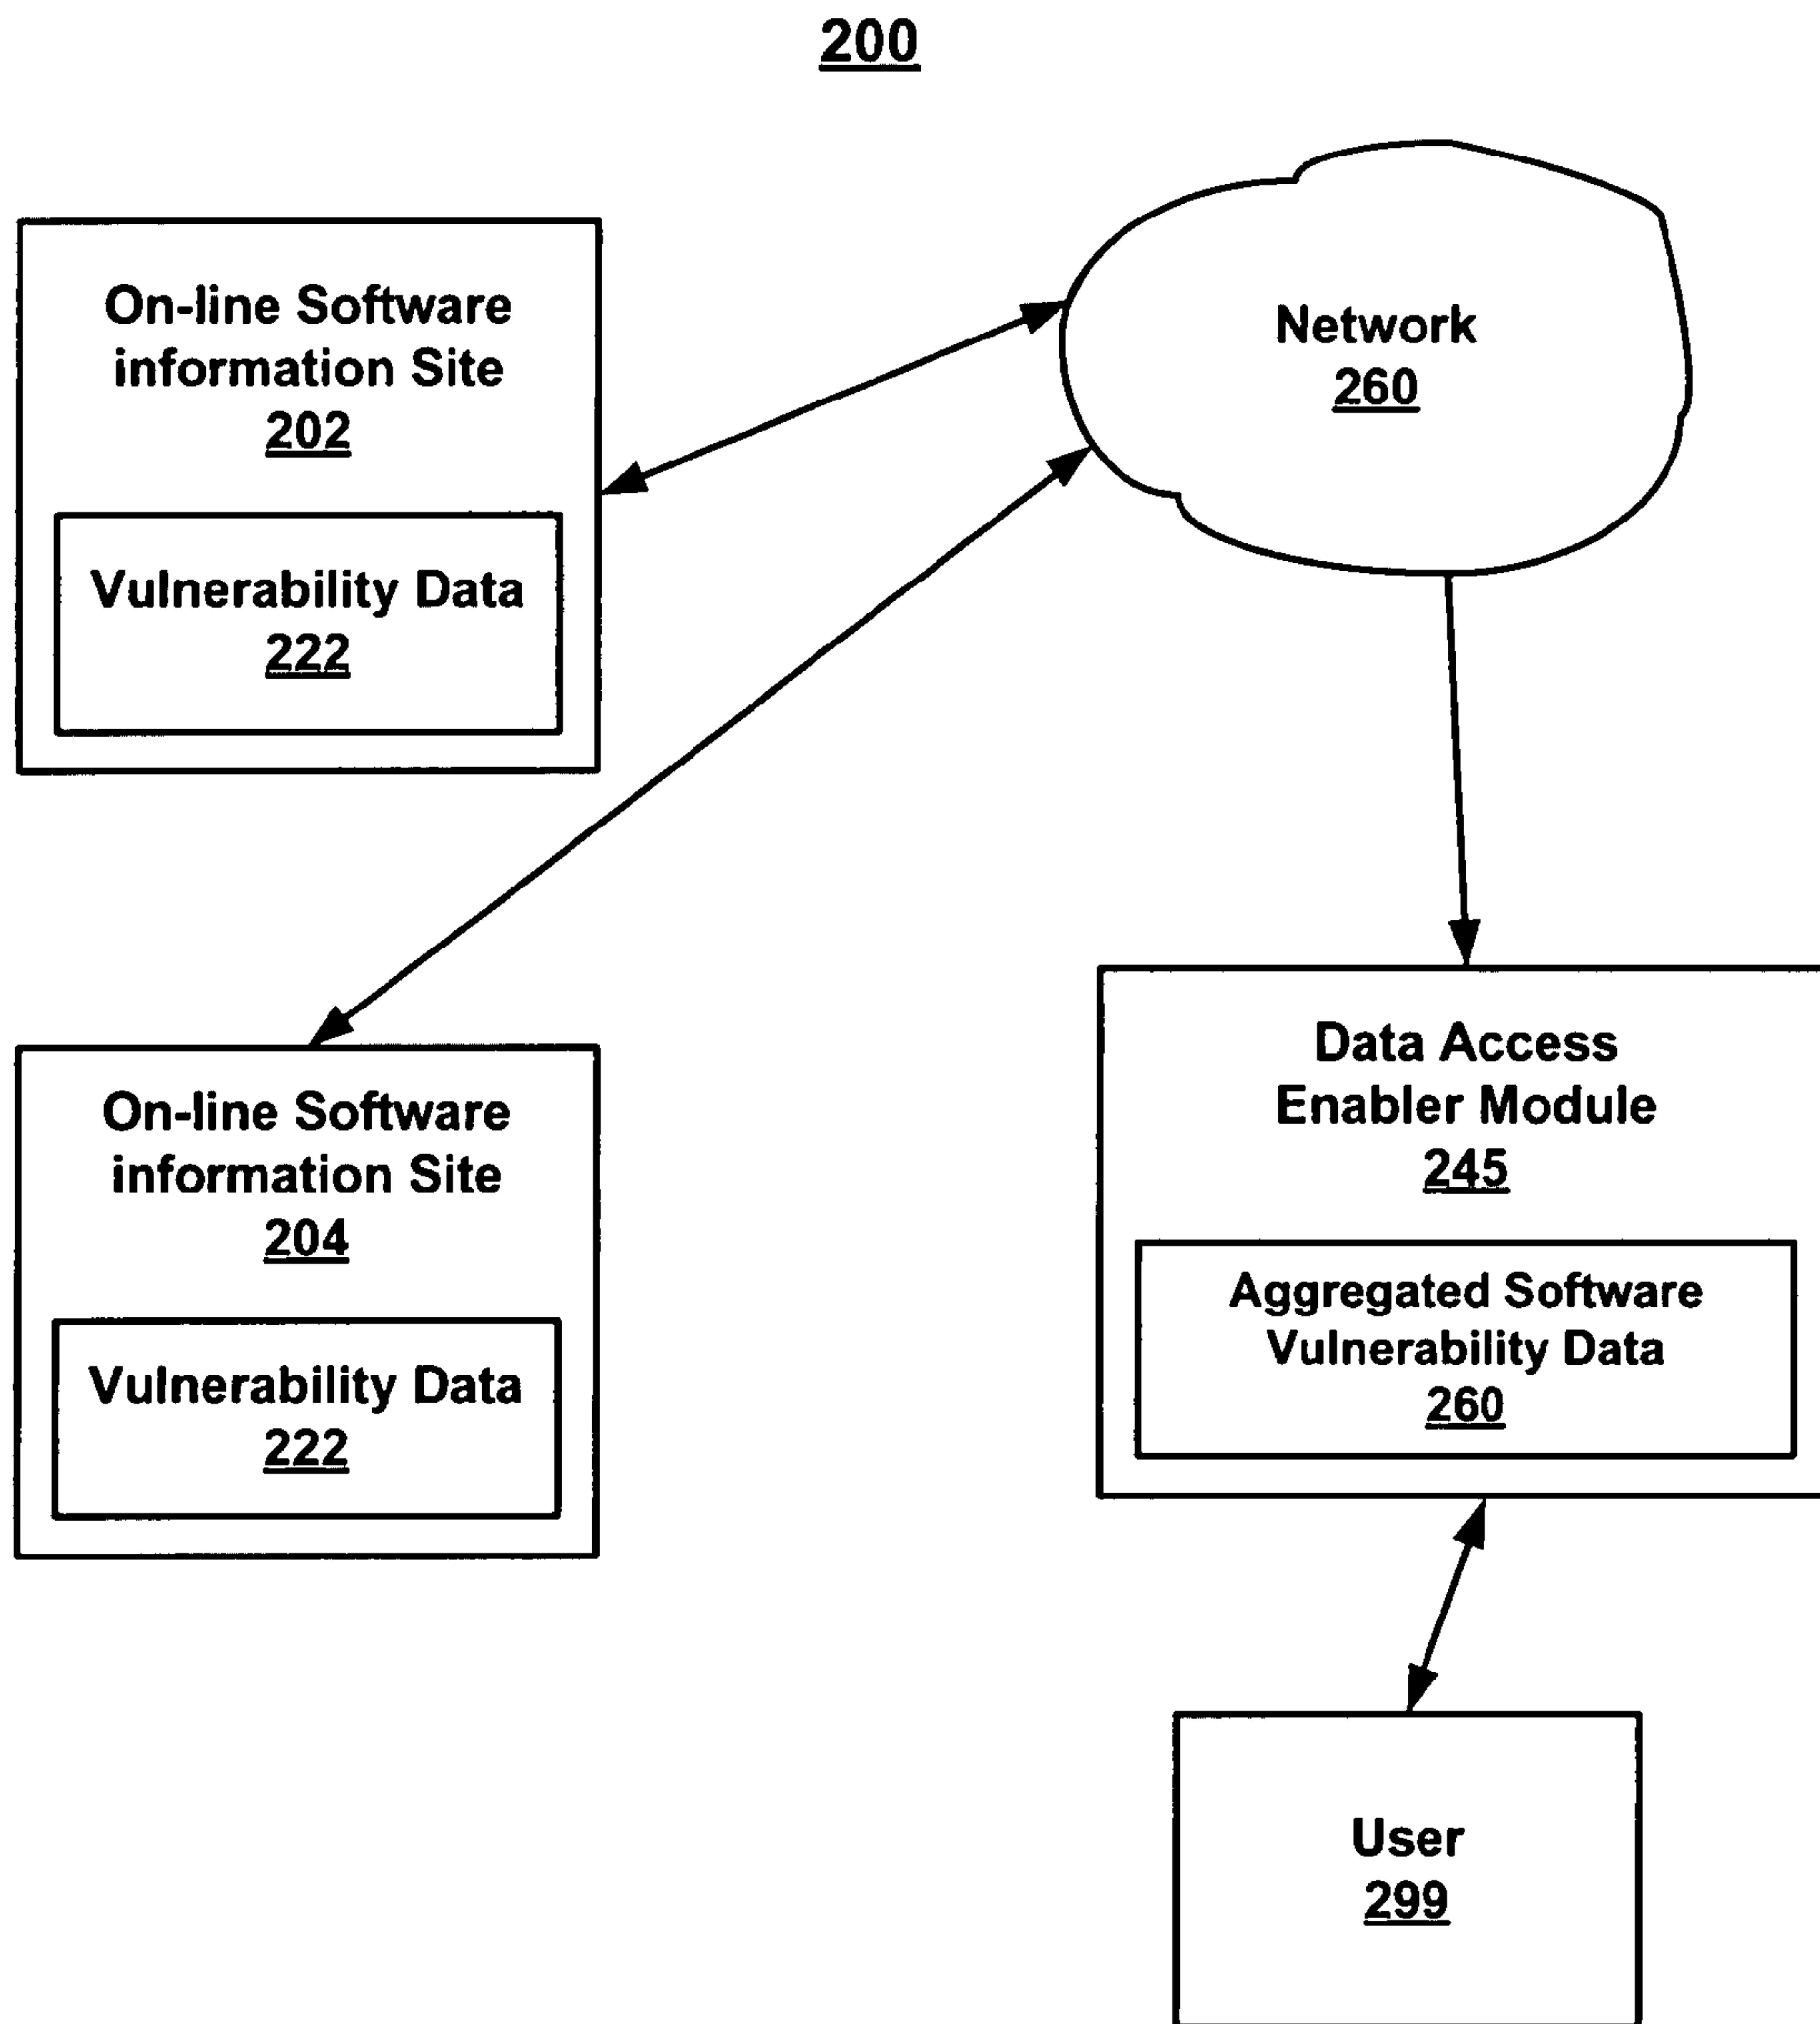 200
On-line Software
information Site
202
Vulnerability Data
222
Network
260
On-line Software
information Site
204
Vulnerability Data
222
Data Access
Enabler Module
245
Aggregated Software
Vulnerability Data
260
User
299